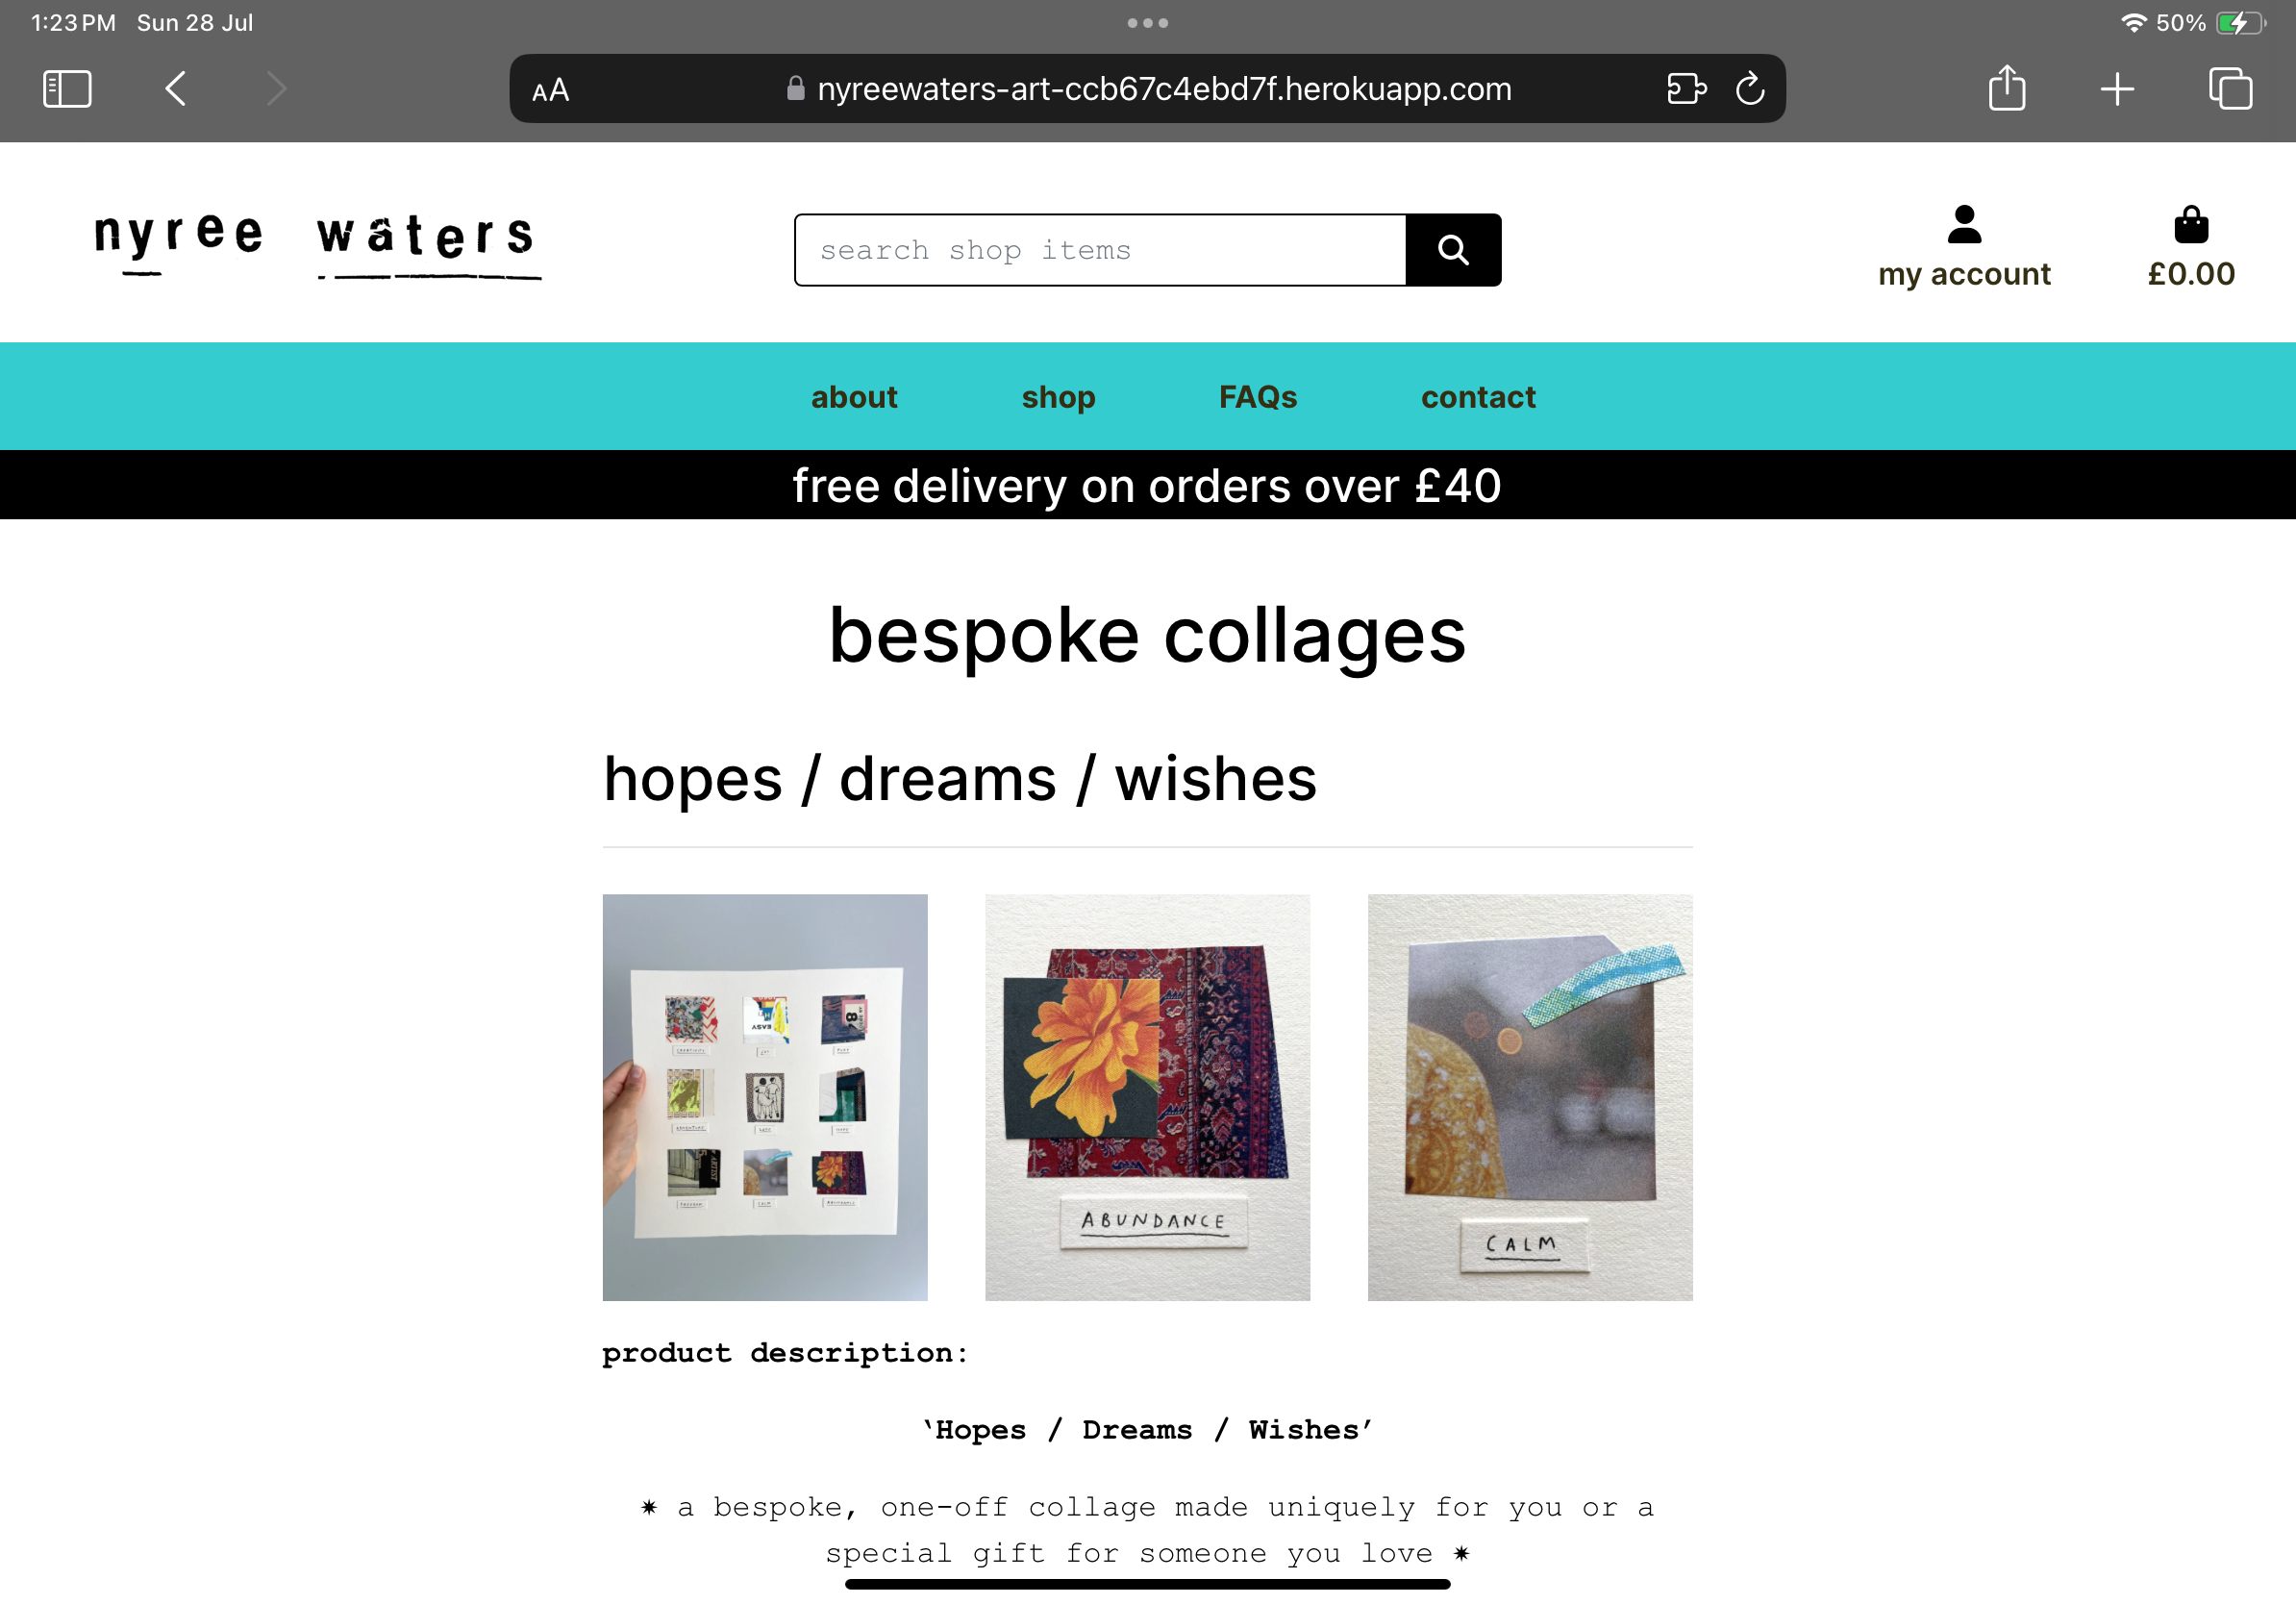 1:23 PM Sun 28 Jul
50%
AA
nyreewaters-art-ccb67c4ebd7f.herokuapp.com
nyree waters
search shop items
my account
£0.00
about
shop
FAQs
contact
free delivery on orders over £40
bespoke collages
hopes / dreams / wishes
EASY
ABUNDANCE
CALM
product description:
‘Hopes / Dreams / Wishes’
✷ a bespoke, one-off collage made uniquely for you or a
special gift for someone you love ✷